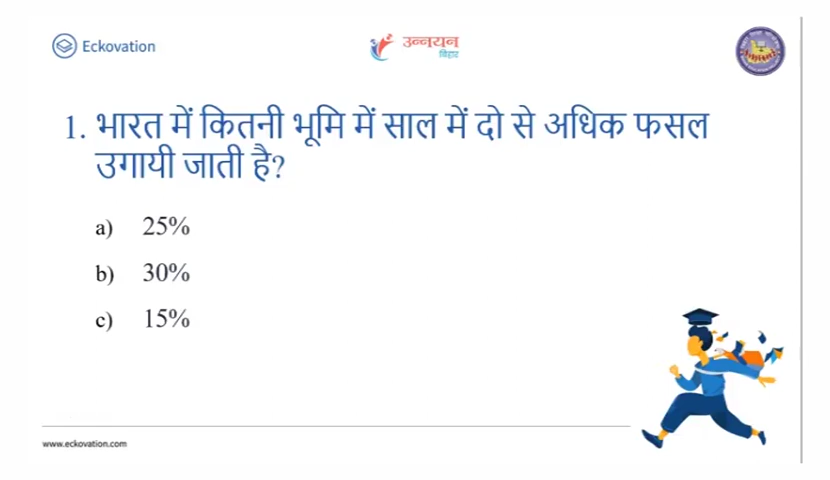 Eckovation
उन्नयन
बिहार
1. भारत में कितनी भूमि में साल में दो से अधिक फसल
उगायी जाती है?
a) 25%
b) 30%
c) 15%
www.eckovation.com